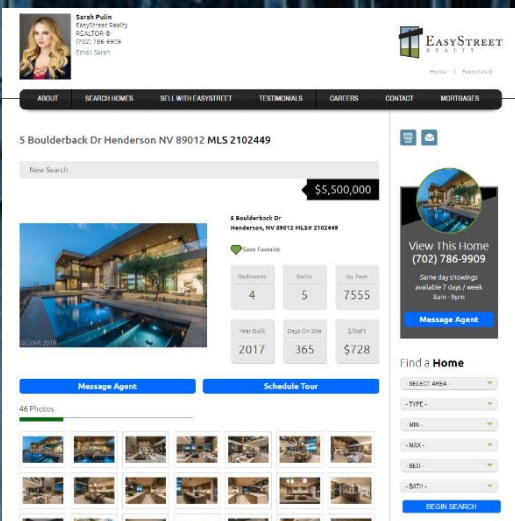 Sarah Pulin
EasyStreet Realty
REALTOR ®
(702) 786-9909
Email Sarah
EASYSTREET
REALTY
Home | Favorites 0
ABOUT SEARCH HOMES SELL WITH EASYSTREET TESTIMONIALS CAREERS CONTACT MORTGAGES
5 Boulderback Dr Henderson NV 89012 MLS 2102449
New Search
$5,500,000
5 Boulderback Dr
Henderson, NV 89012 MLS# 2102449
Save Favorite
Bedrooms Baths Sq. Feet
4 5 7555
Year Built Days On Site $/SqFt
2017 365 $728
GLVAR 2019
Message Agent Schedule Tour
46 Photos
View This Home
(702) 786-9909
Same day showings
available 7 days / week
8am - 9pm
Message Agent
Find a Home
- SELECT AREA -
- TYPE -
- MIN -
- MAX -
- BED -
- BATH -
BEGIN SEARCH